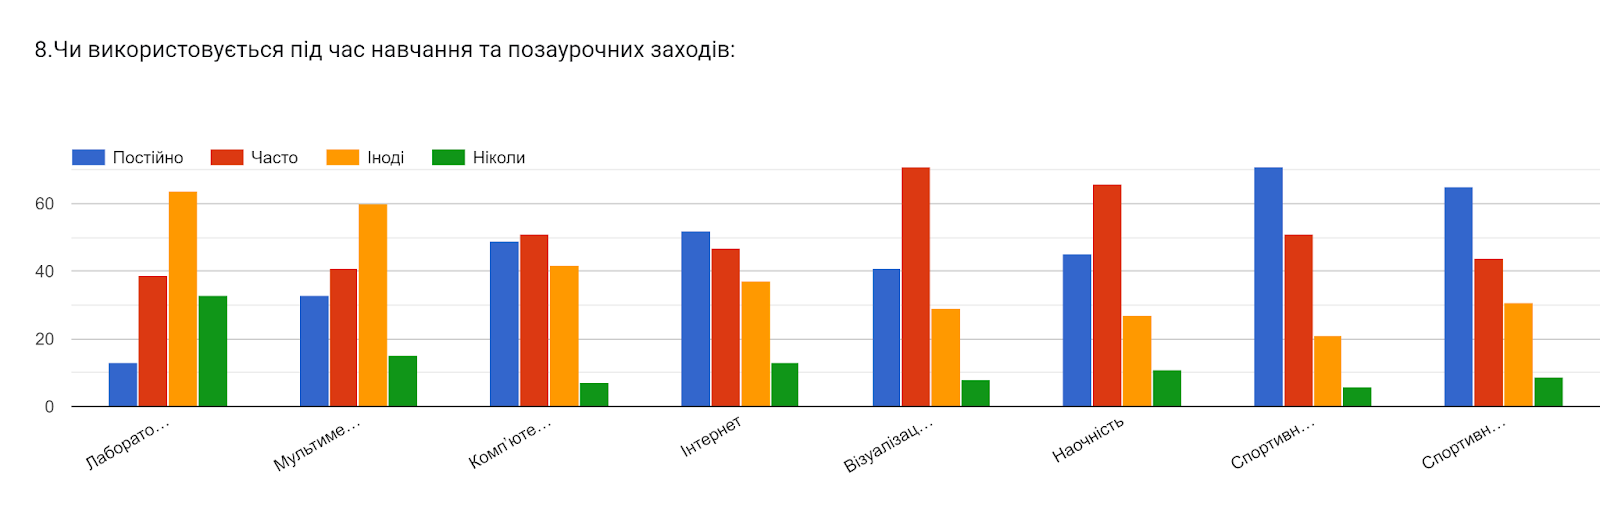 8.Чи використовується під час навчання та позаурочних заходів:
Постійно Часто Іноді Ніколи
60
40
20
0
Лаборато…
Мультиме…
Комп’юте…
Інтернет
Візуалізац…
Наочність
Спортивн…
Спортивн…